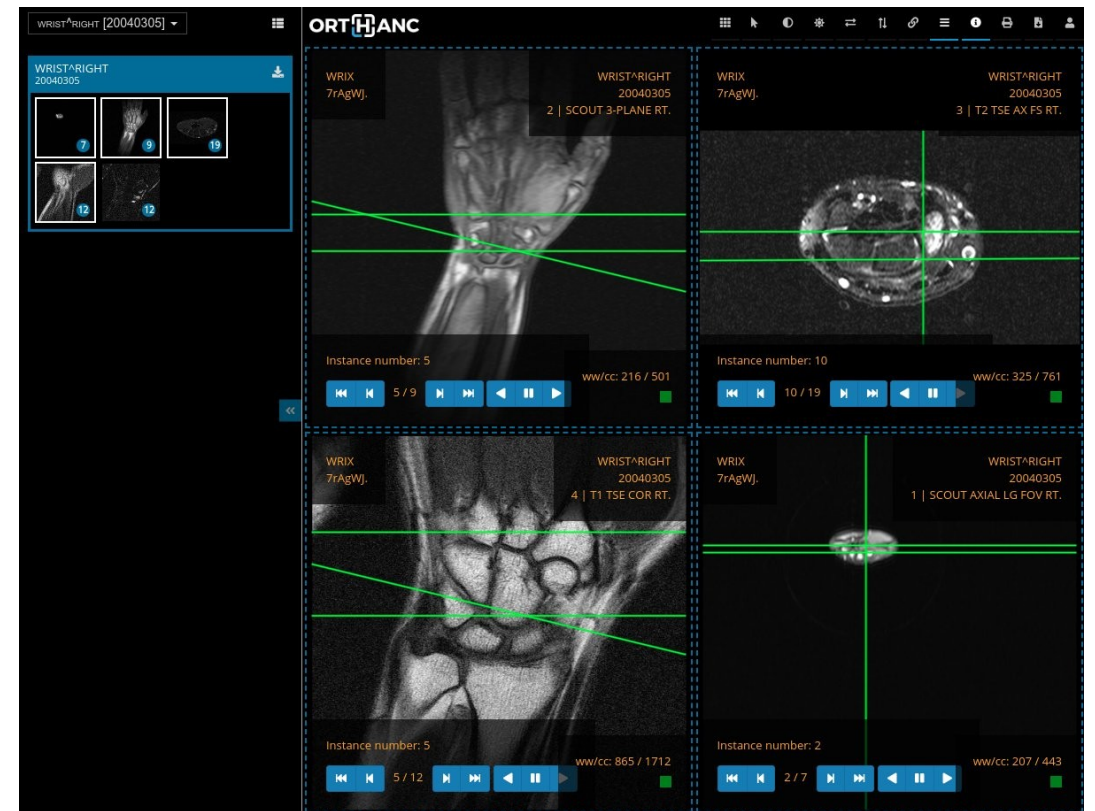 WRIST^RIGHT [20040305]
ORTHANC
WRIST^RIGHT
20040305
7
9
19
12
12
WRIX
7rAgWJ.
WRIST^RIGHT
20040305
2 | SCOUT 3-PLANE RT.
Instance number: 5
5 / 9
ww/cc: 216 / 501
WRIX
7rAgWJ.
WRIST^RIGHT
20040305
3 | T2 TSE AX FS RT.
Instance number: 10
10 / 19
ww/cc: 325 / 761
WRIX
7rAgWJ.
WRIST^RIGHT
20040305
4 | T1 TSE COR RT.
Instance number: 5
5 / 12
ww/cc: 865 / 1712
WRIX
7rAgWJ.
WRIST^RIGHT
20040305
1 | SCOUT AXIAL LG FOV RT.
Instance number: 2
2 / 7
ww/cc: 207 / 443